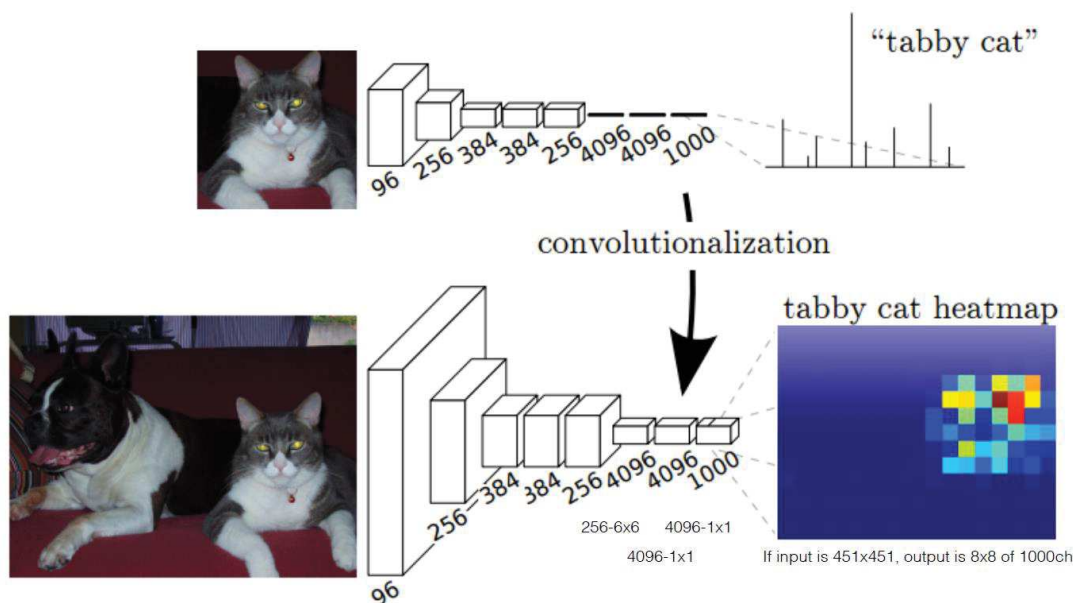 “tabby cat”
96
256
384
384
256
4096
4096
1000
convolutionalization
tabby cat heatmap
96
256
384
384
256
4096
4096
1000
256-6x6
4096-1x1
4096-1x1
If input is 451x451, output is 8x8 of 1000ch